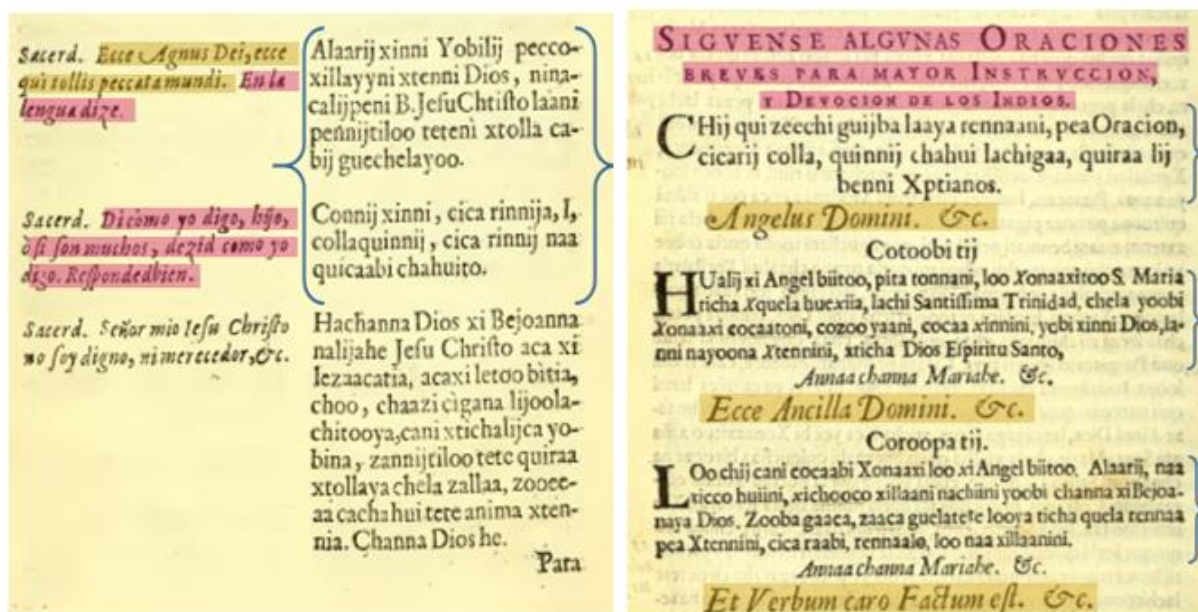 Sacerd. Ecce Agnus Dei, ecce
qui tollis peccata mundi. En la
lengua dize.
Alaarij xinni Yobilij pecco-
xillayyni xtenni Dios, nina-
calijpeni B. Jeſu Chtiſto laani
pennijtiloo teteni xtolla ca-
bij guechelayoo.
Sacerd. Dicomo yo digo, hijo,
ò ſi ſon muchos, dezid como yo
digo. Reſponded bien.
Connij xinni, cica rinnija, I,
collaquinnij, cica rinnij naa
quicaabi chahuito.
Sacerd. Señor mio Ieſu Chriſto
no ſoy digno, ni merecedor, &c.
Hachanna Dios xi Bejoanna
nalijahe Jeſu Chriſto aca xi
lezaacatia, acaxi letoo bitia,
choo, chaazi cigana lijoola-
chitooya, cani xtichalijca yo-
bina, zannijtiloo tete quiraa
xtollaya chela zallaa, zooce-
aa cacha hui tete anima xten-
nia. Channa Dios he.
Para
SIGVENSE ALGVNAS ORACIONES
BREVES PARA MAYOR INSTRVCCION,
Y DEVOCION DE LOS INDIOS.
CHij qui zeechi guijba laaya rennaani, pea Oracion,
cicarij colla, quinnij chahui lachigaa, quiraa lij
benni Xptianos.
Angelus Domini. &c.
Cotoobi tij
HUalij xi Angel biitoo, pita tonnani, loo Xonaaxitoo S. Maria
ticha Xquela huexiia, lachi Santiſſima Trinidad, chela yoobi
Xonaaxi cocaatoni, cozoo yaani, cocaa xinnini, yobi xinni Dios, la-
nni nayoona Xtennini, xticha Dios Eſpiritu Santo,
Annaa channa Mariahe. &c.
Ecce Ancilla Domini. &c.
Coroopa tij.
LOo chij cani cocaabi Xonaaxi loo xi Angel biitoo. Alaarii, naa
xicco huiini, xichooco xillaani nachiini yoobi channa xi Bejoa-
naya Dios. Zooba gaaca, zaaca guelatete looya ticha quela rennaa
pea Xtennini, cica raabi, rennaalo, loo naa xillaanini.
Annaa channa Mariahe. &c.
Et Verbum caro Factum eſt. &c.